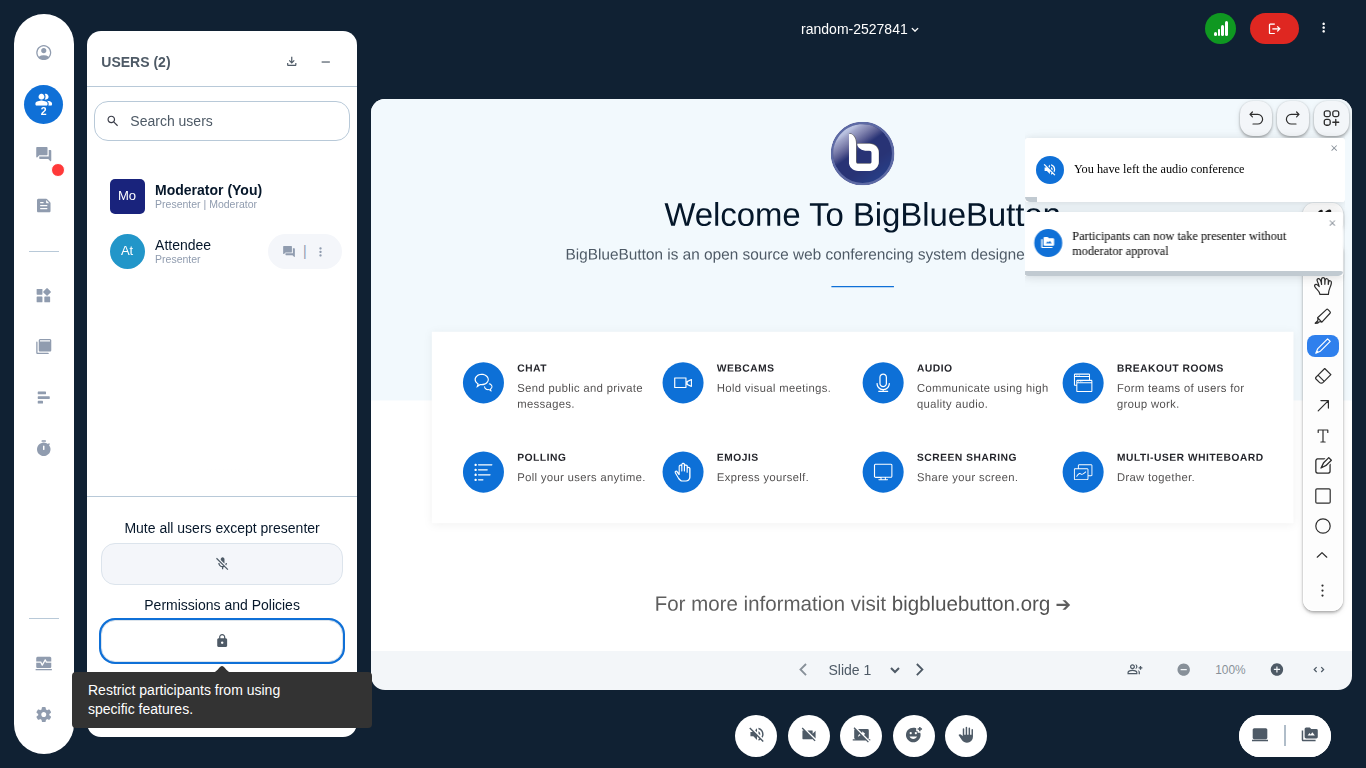 random-2527841
USERS (2)
2
Search users
Mo
Moderator (You)
Presenter | Moderator
At
Attendee
Presenter
Mute all users except presenter
Permissions and Policies
Restrict participants from using
specific features.
You have left the audio conference
Participants can now take presenter without
moderator approval
Welcome To BigBlueButton
BigBlueButton is an open source web conferencing system designe
CHAT
Send public and private
messages.
WEBCAMS
Hold visual meetings.
AUDIO
Communicate using high
quality audio.
BREAKOUT ROOMS
Form teams of users for
group work.
POLLING
Poll your users anytime.
EMOJIS
Express yourself.
SCREEN SHARING
Share your screen.
MULTI-USER WHITEBOARD
Draw together.
For more information visit bigbluebutton.org ➔
Slide 1
100%